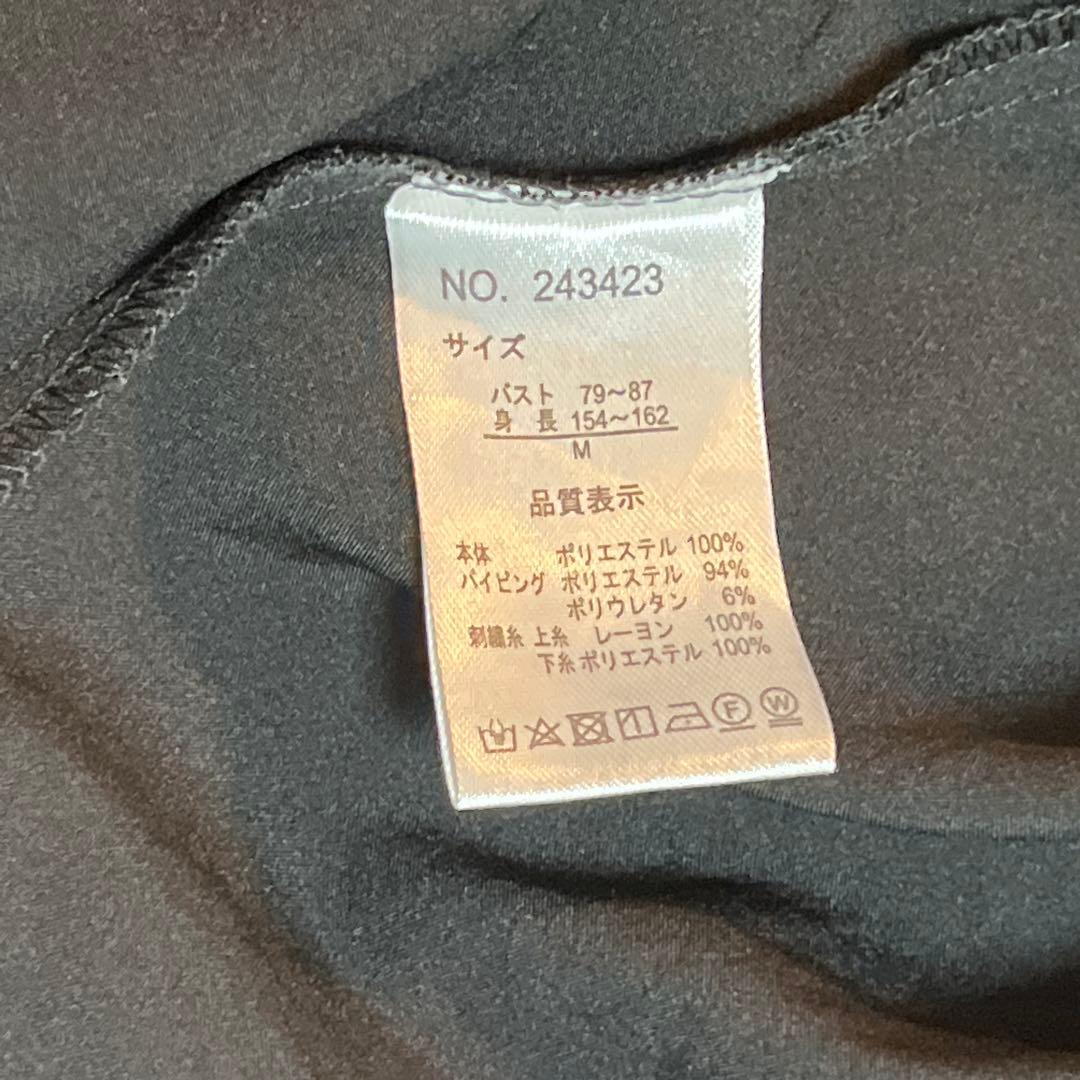 NO. 243423
サイズ
バスト 79〜87
身 長 154〜162
M
品質表示
本体 ポリエステル 100%
パイピング ポリエステル 94%
ポリウレタン 6%
刺繍糸 上糸 レーヨン 100%
下糸 ポリエステル 100%
F W